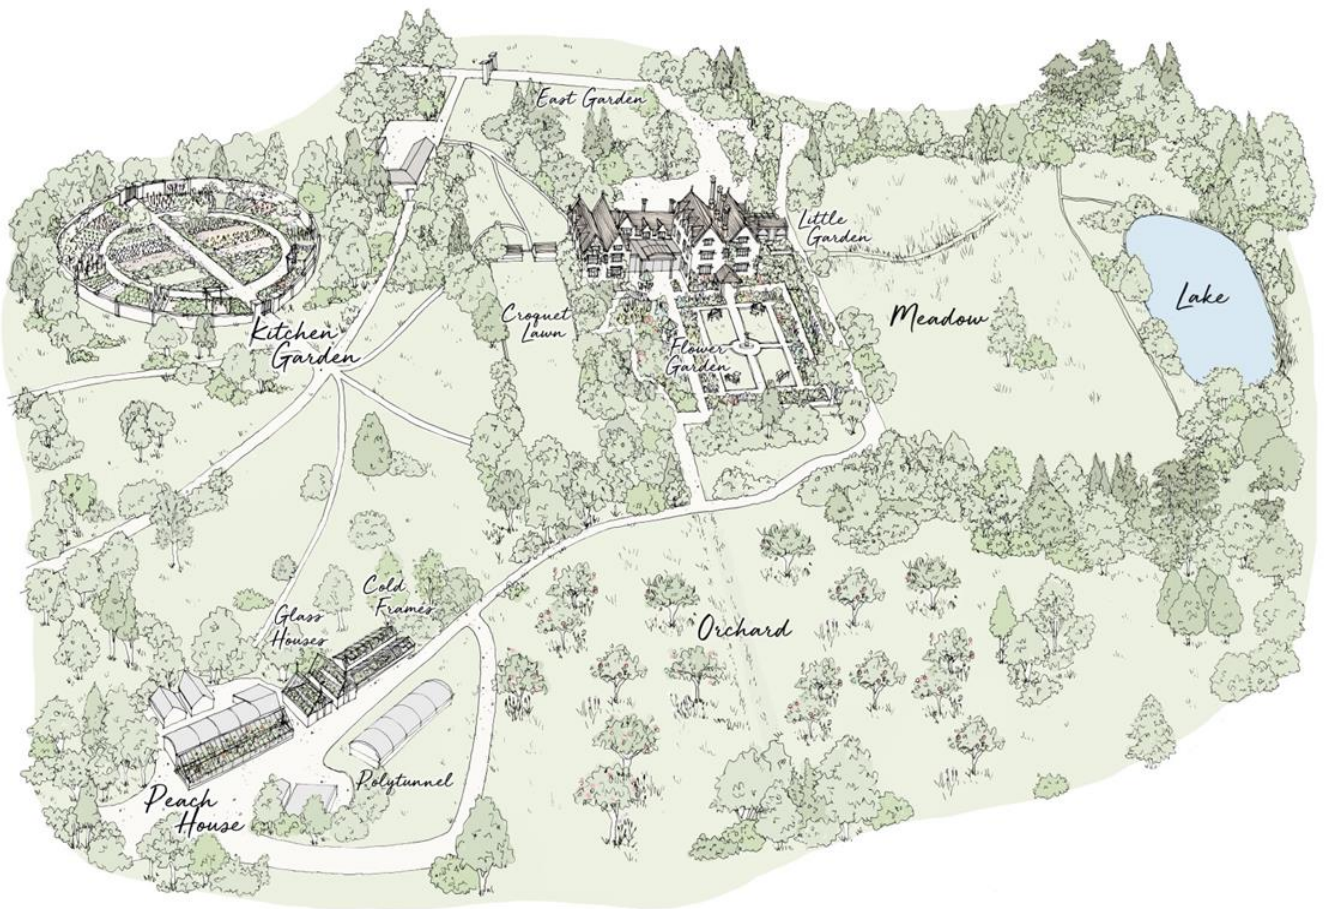 East Garden
Little
Garden
Lake
Kitchen
Garden
Croquet
Lawn
Meadow
Flower
Garden
Cold
Frames
Glass
Houses
Orchard
Polytunnel
Peach
House